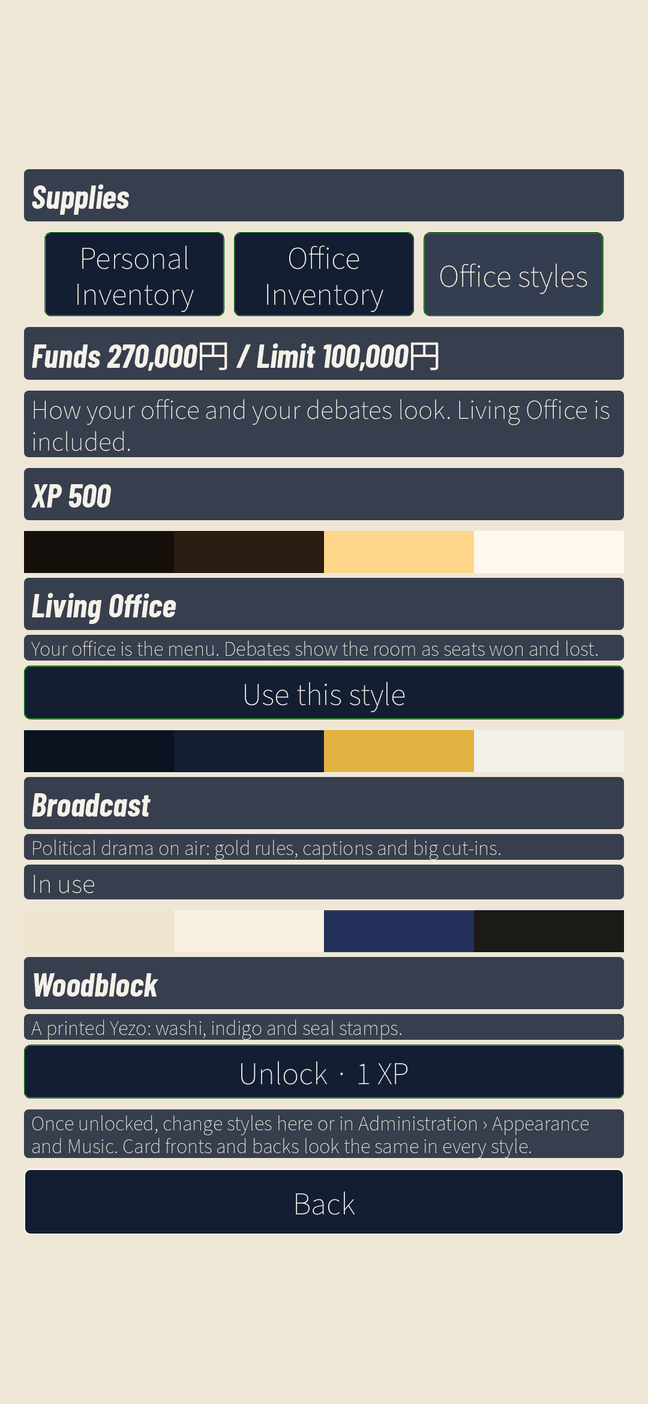 Supplies
Personal
Inventory
Office
Inventory
Office styles
Funds 270,000円 / Limit 100,000円
How your office and your debates look. Living Office is
included.
XP 500
Living Office
Your office is the menu. Debates show the room as seats won and lost.
Use this style
Broadcast
Political drama on air: gold rules, captions and big cut-ins.
In use
Woodblock
A printed Yezo: washi, indigo and seal stamps.
Unlock · 1 XP
Once unlocked, change styles here or in Administration › Appearance
and Music. Card fronts and backs look the same in every style.
Back